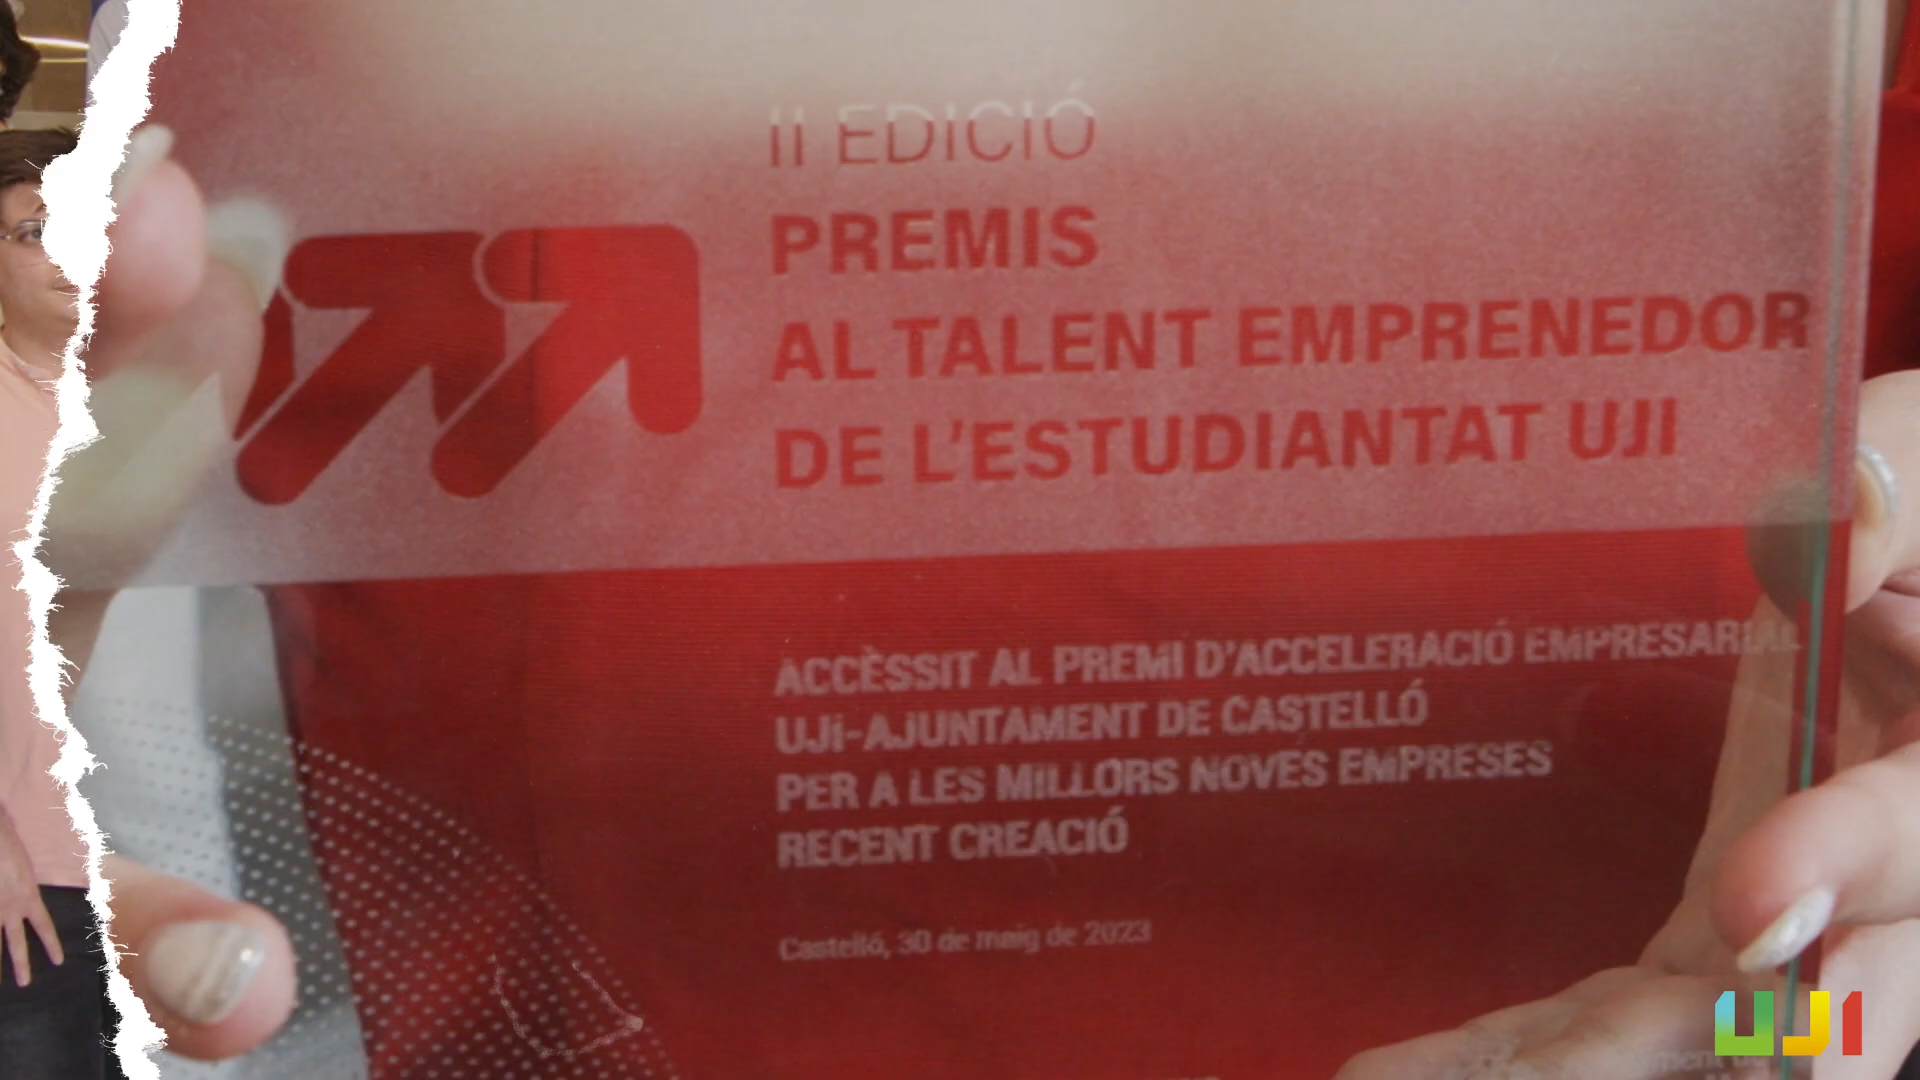 II EDICIÓ
PREMIS
AL TALENT EMPRENEDOR
DE L'ESTUDIANTAT UJI
ACCÈSSIT AL PREMI D'ACCELERACIÓ EMPRESARIAL
UJI-AJUNTAMENT DE CASTELLÓ
PER A LES MILLORS NOVES EMPRESES
RECENT CREACIÓ
Castelló, 30 de maig de 2023
UJI